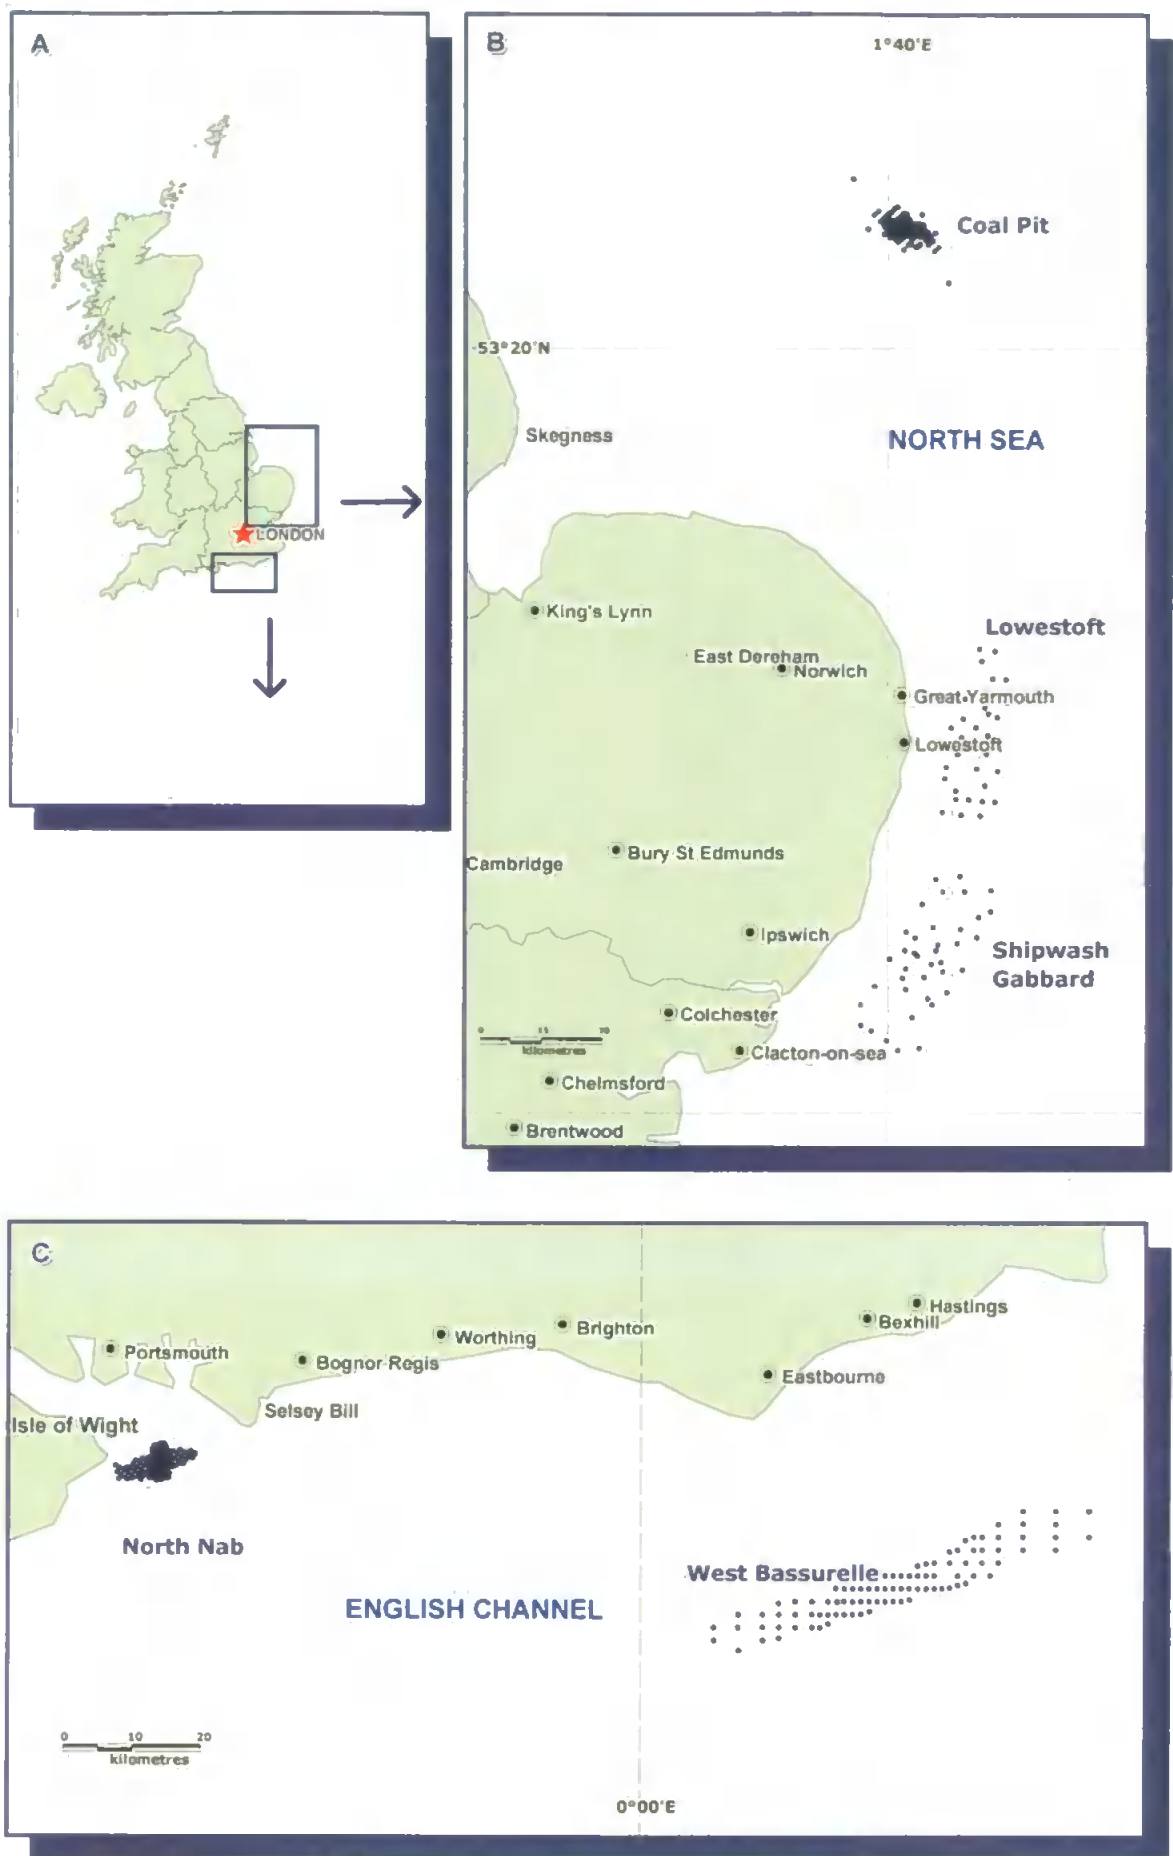 A
LONDON
B
1°40'E
Coal Pit
53°20'N
Skegness
NORTH SEA
King's Lynn
Lowestoft
East Dereham
Norwich
Great Yarmouth
Lowestoft
Bury St Edmunds
Cambridge
Ipswich
Shipwash
Gabbard
Colchester
0 15 30
kilometres
Clacton-on-sea
Chelmsford
Brentwood
C
Hastings
Bexhill
Brighton
Worthing
Portsmouth
Bognor Regis
Eastbourne
Selsey Bill
Isle of Wight
North Nab
West Bassurelle
ENGLISH CHANNEL
0 10 20
kilometres
0°00'E